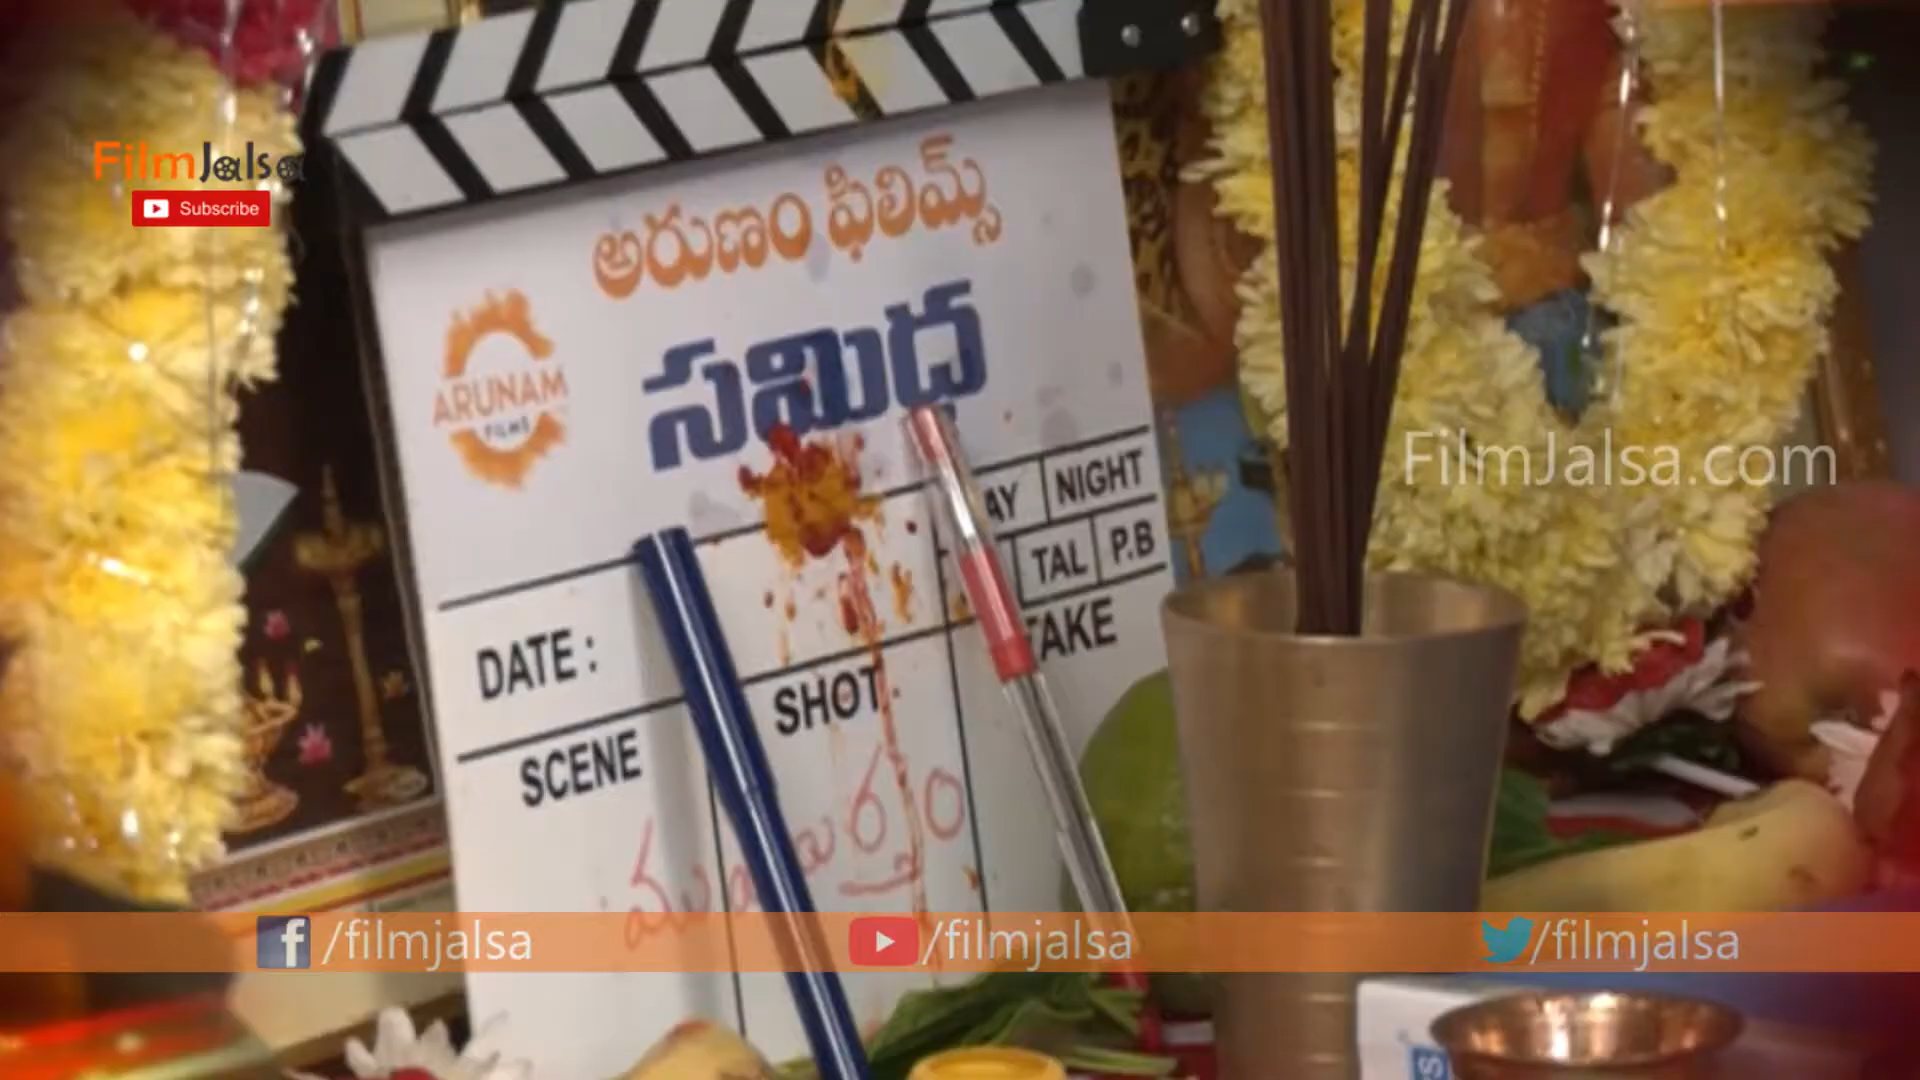 FilmJalsa
Subscribe
అరుణం ఫిలిమ్స్
ARUNAM
FILMS
సమిధ
NIGHT
TAL P.B
DATE :
SHOT
TAKE
SCENE
FilmJalsa.com
/filmjalsa
/filmjalsa
/filmjalsa